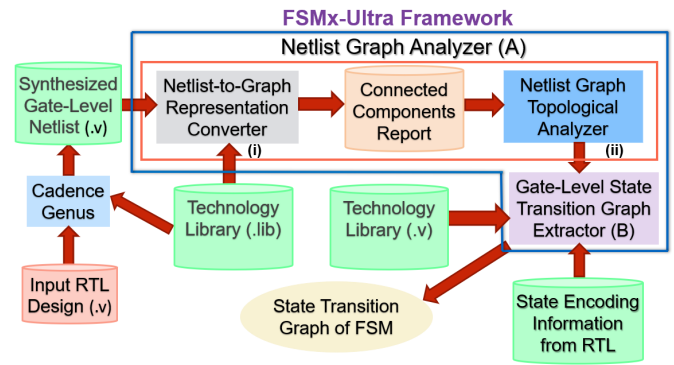 FSMx-Ultra Framework
Netlist Graph Analyzer (A)
Synthesized
Gate-Level
Netlist (.v)
Netlist-to-Graph
Representation
Converter
(i)
Connected
Components
Report
Netlist Graph
Topological
Analyzer
(ii)
Cadence
Genus
Technology
Library (.lib)
Technology
Library (.v)
Gate-Level State
Transition Graph
Extractor (B)
Input RTL
Design (.v)
State Transition
Graph of FSM
State Encoding
Information
from RTL